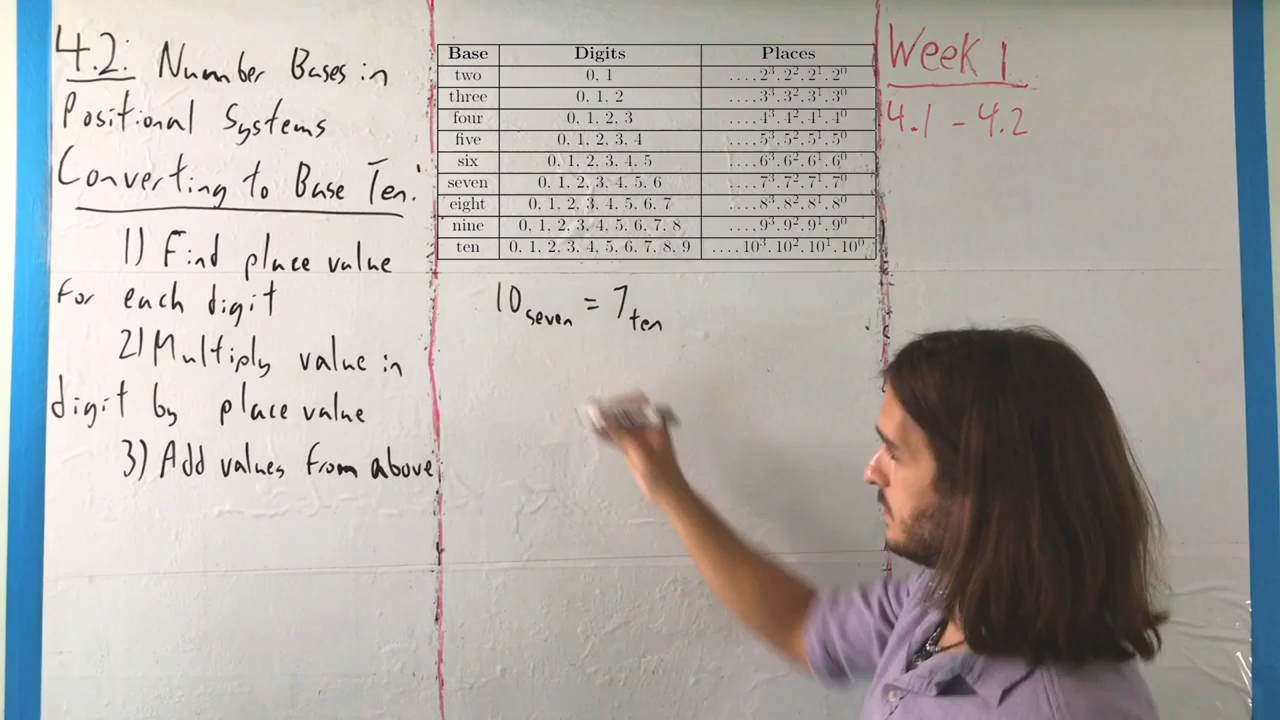 4.2: Number Bases in
Positional Systems
Converting to Base Ten:
1) Find place value
for each digit
2) Multiply value in
digit by place value
3) Add values from above
Base Digits Places
two 0, 1 ....2³, 2², 2¹, 2⁰
three 0, 1, 2 ....3³, 3², 3¹, 3⁰
four 0, 1, 2, 3 ....4³, 4², 4¹, 4⁰
five 0, 1, 2, 3, 4 ....5³, 5², 5¹, 5⁰
six 0, 1, 2, 3, 4, 5 ....6³, 6², 6¹, 6⁰
seven 0, 1, 2, 3, 4, 5, 6 ....7³, 7², 7¹, 7⁰
eight 0, 1, 2, 3, 4, 5, 6, 7 ....8³, 8², 8¹, 8⁰
nine 0, 1, 2, 3, 4, 5, 6, 7, 8 ....9³, 9², 9¹, 9⁰
ten 0, 1, 2, 3, 4, 5, 6, 7, 8, 9 ....10³, 10², 10¹, 10⁰
10seven = 7ten
Week 1
4.1 - 4.2